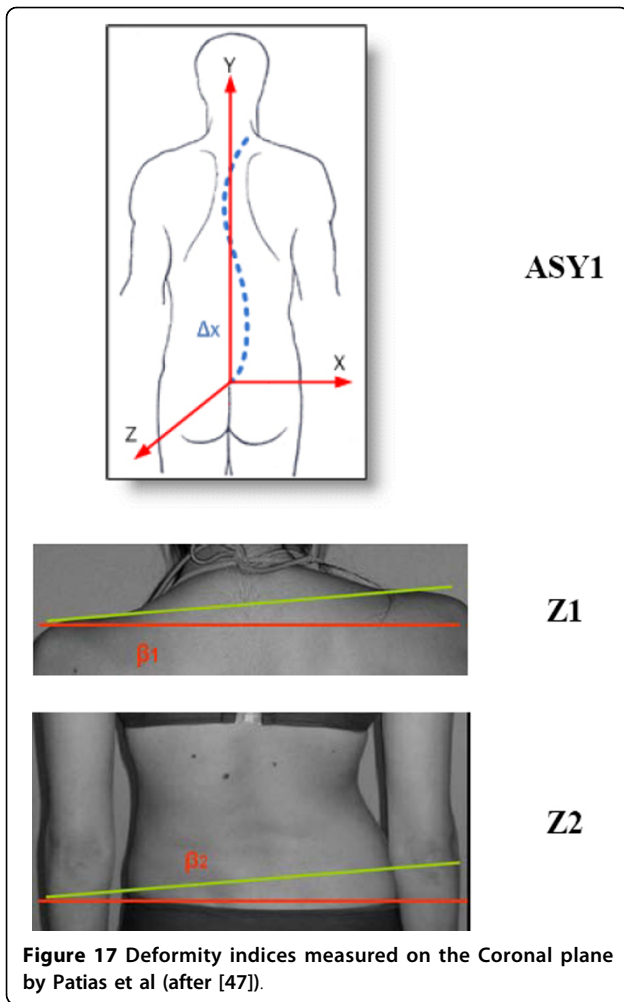 Y
ASY1
Δx
X
Z
Z1
β1
Z2
β2
Figure 17 Deformity indices measured on the Coronal plane
by Patias et al (after [47]).